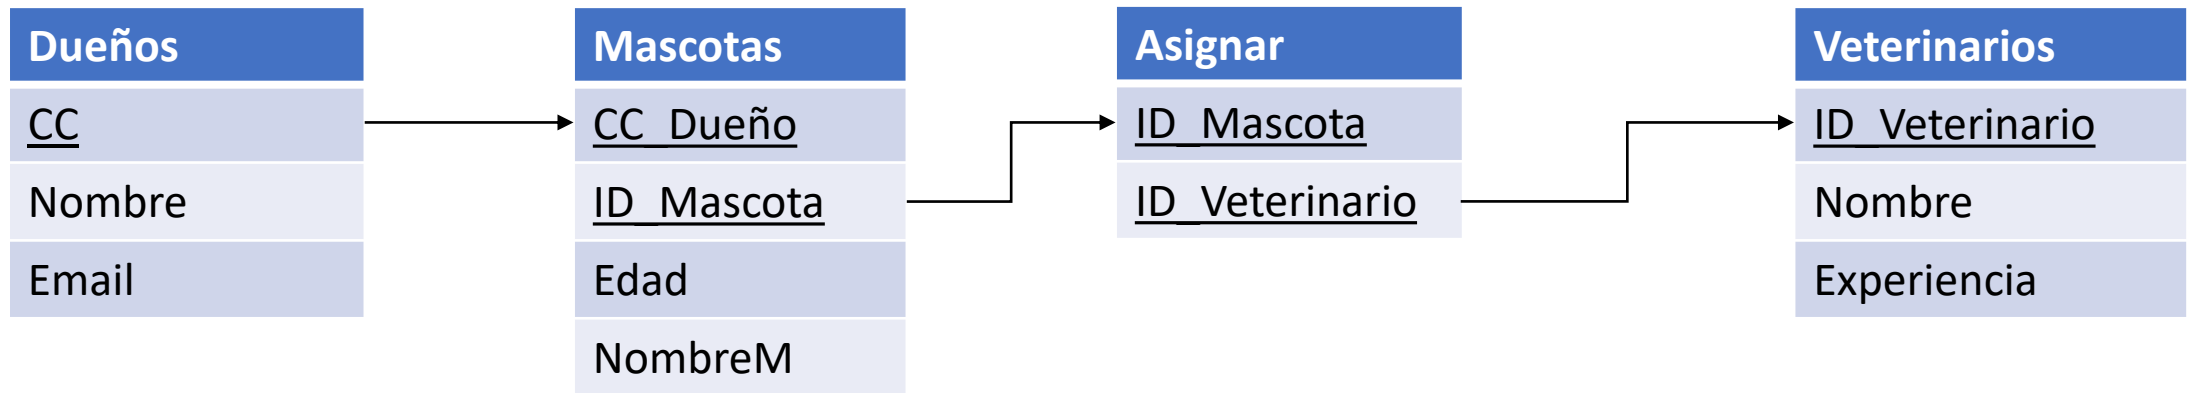 Dueños
CC
Nombre
Email
Mascotas
CC_Dueño
ID_Mascota
Edad
NombreM
Asignar
ID_Mascota
ID_Veterinario
Veterinarios
ID_Veterinario
Nombre
Experiencia